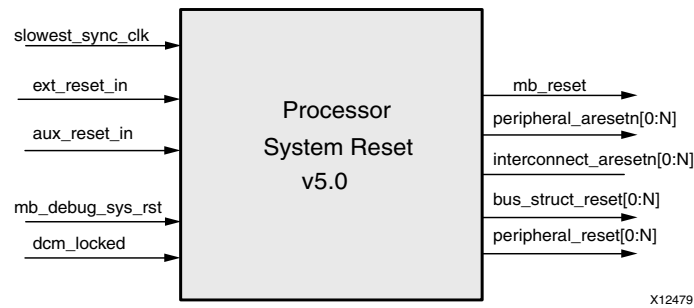 slowest_sync_clk
ext_reset_in
aux_reset_in
mb_debug_sys_rst
dcm_locked
Processor
System Reset
v5.0
mb_reset
peripheral_aresetn[0:N]
interconnect_aresetn[0:N]
bus_struct_reset[0:N]
peripheral_reset[0:N]
X12479